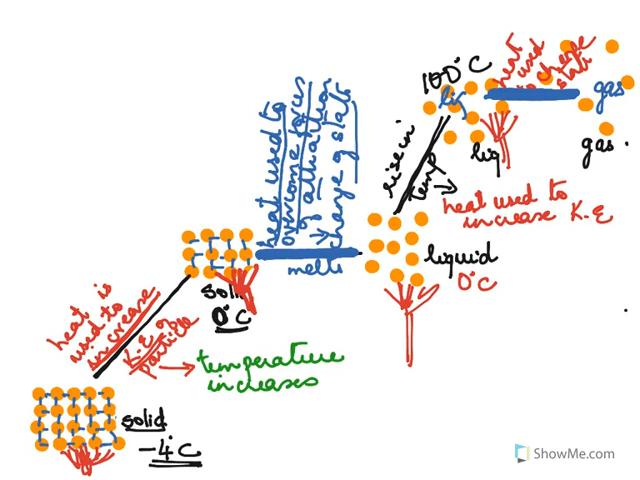 100°C
heat
used
to change
state
liq
gas
liq
gas
rise in
temp
heat used to
increase K.E
heat used to
overcome forces
of attraction
change of state
melts
liquid
0°C
solid
0°C
heat is
used to
increase
K.E of
particle
temperature
increases
solid
-4°C
ShowMe.com